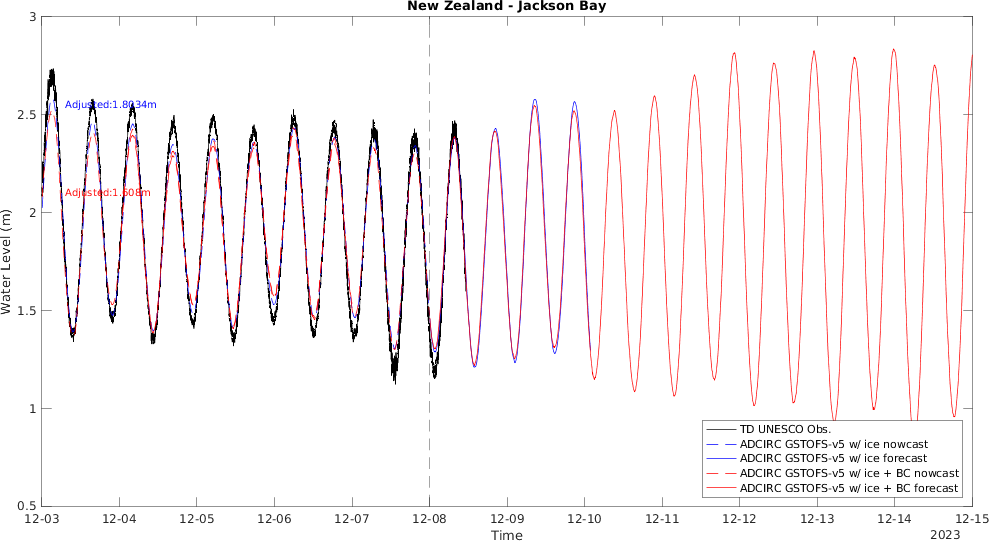 New Zealand - Jackson Bay
3
2.5
2
1.5
1
0.5
Water Level (m)
Adjusted:1.8034m
Adjusted:1.608m
TD UNESCO Obs.
ADCIRC GSTOFS-v5 w/ ice nowcast
ADCIRC GSTOFS-v5 w/ ice forecast
ADCIRC GSTOFS-v5 w/ ice + BC nowcast
ADCIRC GSTOFS-v5 w/ ice + BC forecast
12-03 12-04 12-05 12-06 12-07 12-08 12-09 12-10 12-11 12-12 12-13 12-14 12-15
Time
2023